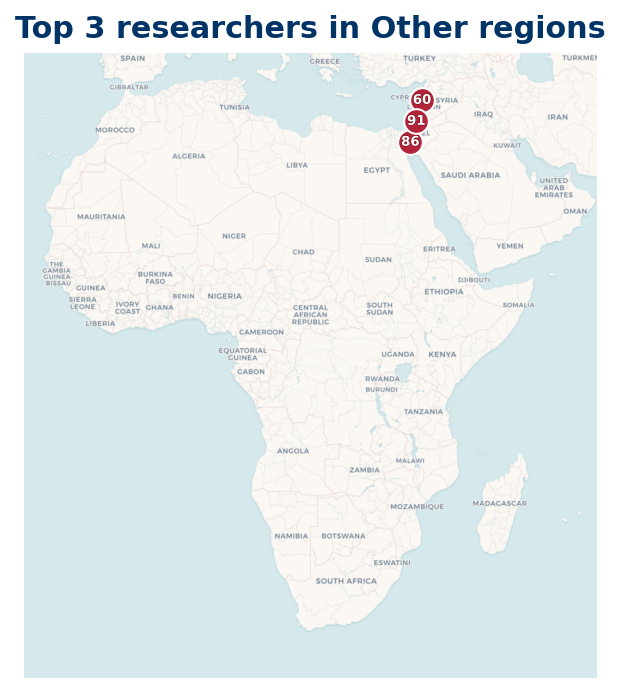 Top 3 researchers in Other regions
SPAIN
GREECE
TURKEY
TURKMEN
GIBRALTAR
TUNISIA
60
SYRIA
91
86
MOROCCO
IRAQ
IRAN
ALGERIA
LIBYA
EGYPT
KUWAIT
SAUDI ARABIA
UNITED
ARAB
EMIRATES
OMAN
MAURITANIA
MALI
NIGER
CHAD
SUDAN
ERITREA
YEMEN
THE
GAMBIA
GUINEA-
BISSAU
GUINEA
SIERRA
LEONE
LIBERIA
BURKINA
FASO
IVORY
COAST
GHANA
BENIN
NIGERIA
CENTRAL
AFRICAN
REPUBLIC
SOUTH
SUDAN
DJIBOUTI
ETHIOPIA
SOMALIA
CAMEROON
EQUATORIAL
GUINEA
GABON
UGANDA
KENYA
RWANDA
BURUNDI
TANZANIA
ANGOLA
ZAMBIA
MALAWI
MOZAMBIQUE
MADAGASCAR
NAMIBIA
BOTSWANA
ESWATINI
SOUTH AFRICA